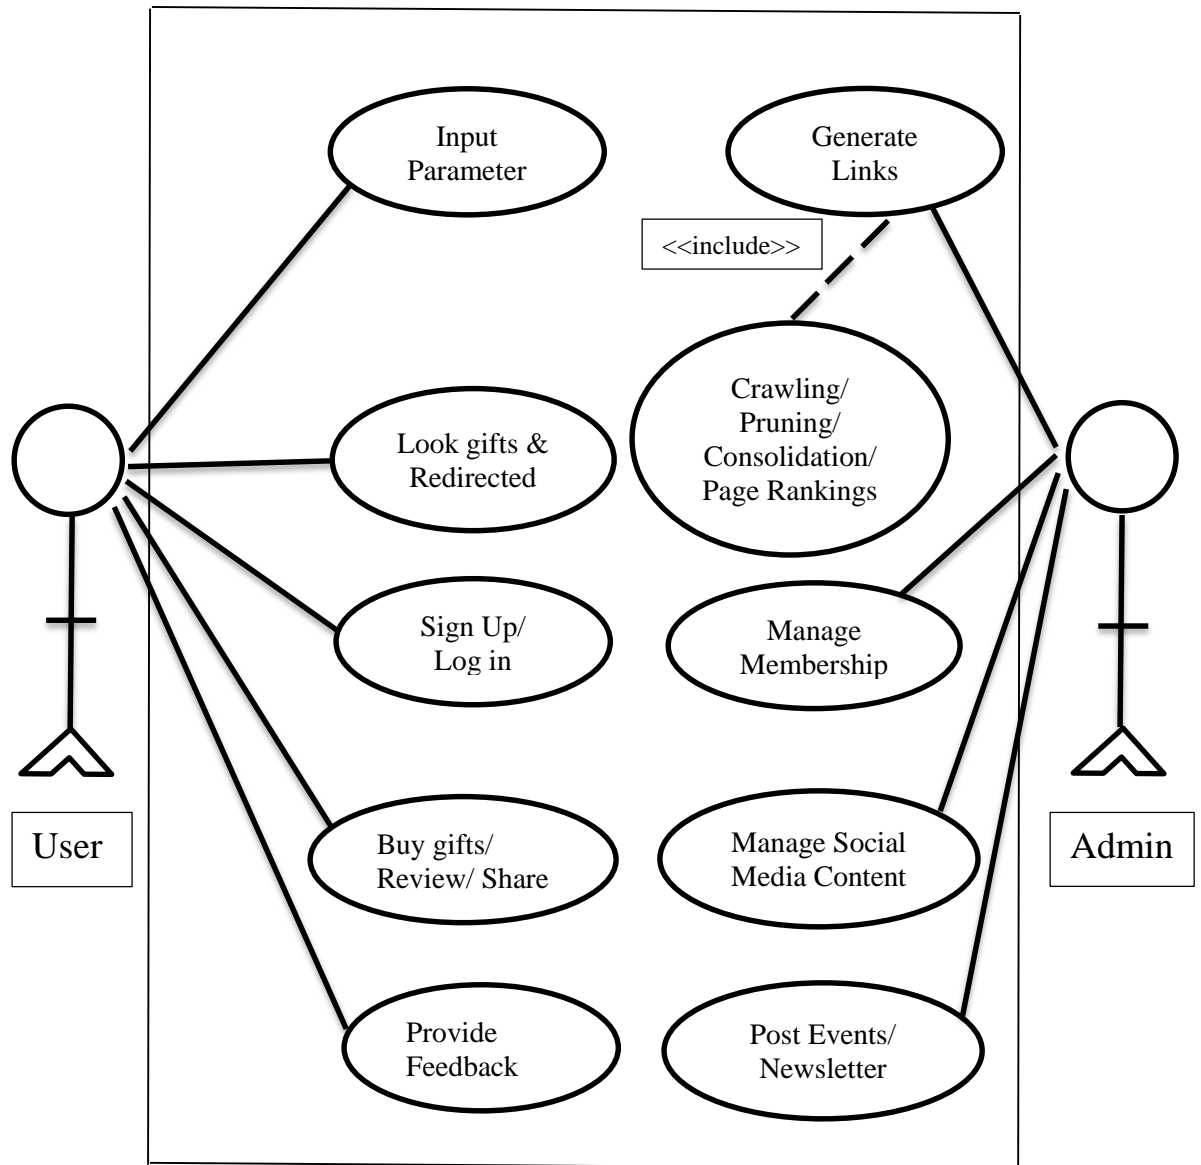 Input
Parameter
Generate
Links
<<include>>
Look gifts &
Redirected
Crawling/
Pruning/
Consolidation/
Page Rankings
Sign Up/
Log in
Manage
Membership
User
Buy gifts/
Review/ Share
Manage Social
Media Content
Admin
Provide
Feedback
Post Events/
Newsletter